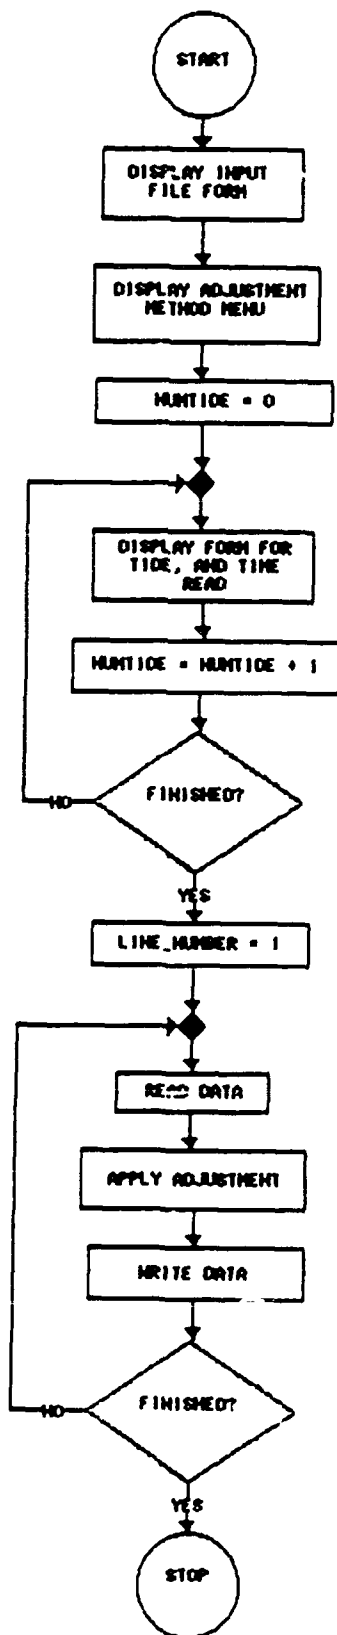 START
DISPLAY INPUT
FILE FORM
DISPLAY ADJUSTMENT
METHOD MENU
NUMTIDE = 0
DISPLAY FORM FOR
TIDE, AND TIME
READ
NUMTIDE = NUMTIDE + 1
FINISHED?
NO
YES
LINE_NUMBER = 1
READ DATA
APPLY ADJUSTMENT
WRITE DATA
FINISHED?
NO
YES
STOP